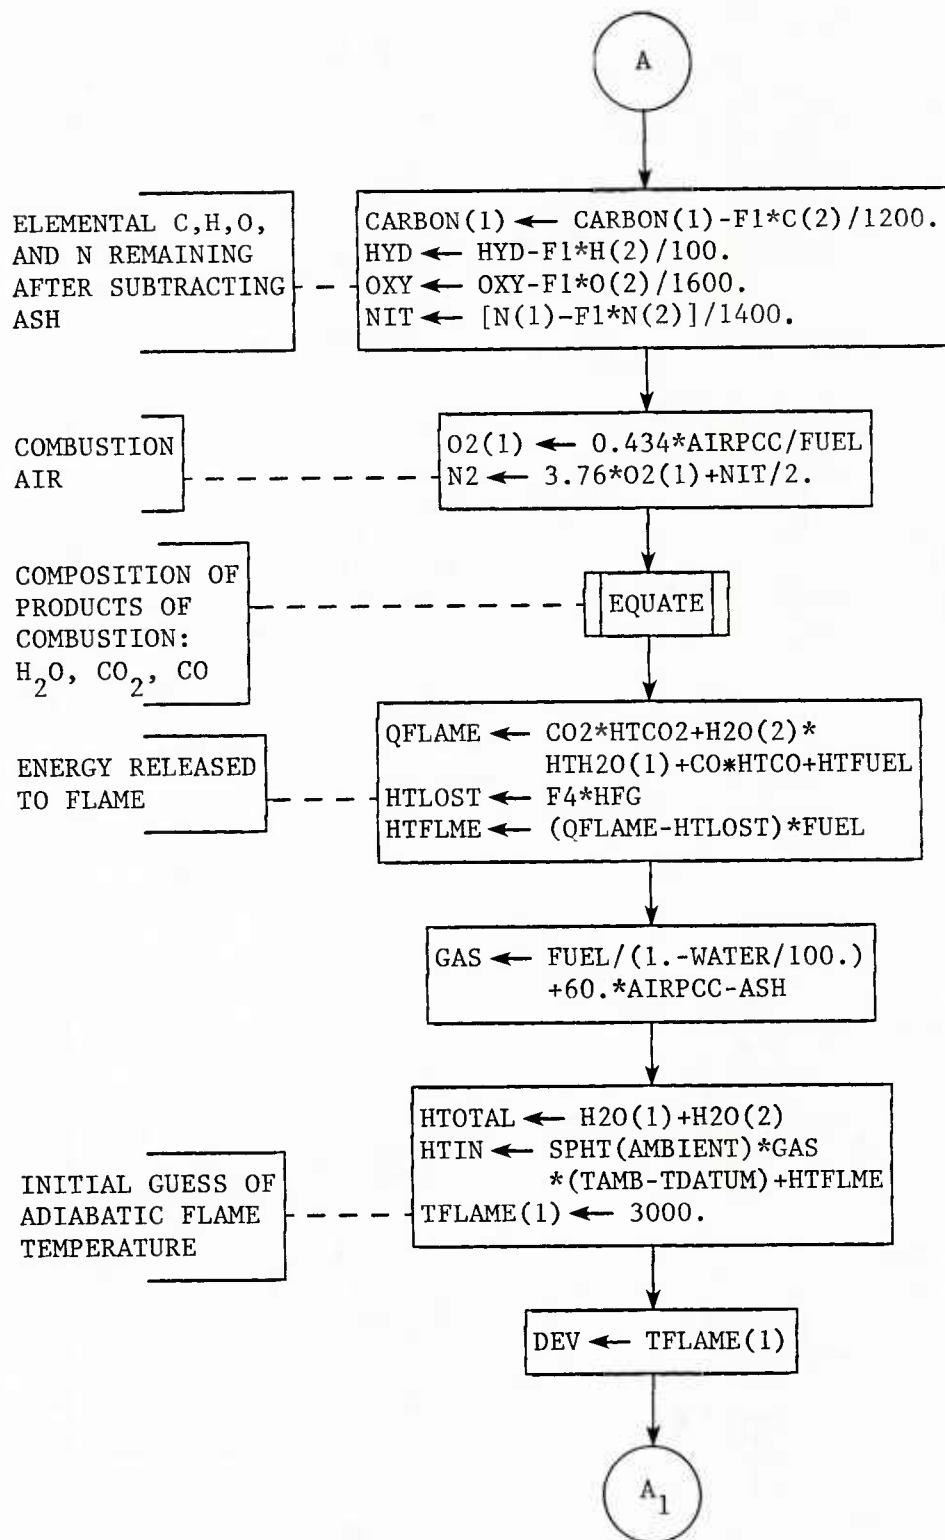 A
ELEMENTAL C,H,O,
AND N REMAINING
AFTER SUBTRACTING
ASH
CARBON(1) ← CARBON(1)-F1*C(2)/1200.
HYD ← HYD-F1*H(2)/100.
OXY ← OXY-F1*O(2)/1600.
NIT ← [N(1)-F1*N(2)]/1400.
COMBUSTION
AIR
O2(1) ← 0.434*AIRPCC/FUEL
N2 ← 3.76*O2(1)+NIT/2.
COMPOSITION OF
PRODUCTS OF
COMBUSTION:
H₂O, CO₂, CO
EQUATE
ENERGY RELEASED
TO FLAME
QFLAME ← CO2*HTCO2+H2O(2)*
HTH2O(1)+CO*HTCO+HTFUEL
HTLOST ← F4*HFG
HTFLME ← (QFLAME-HTLOST)*FUEL
GAS ← FUEL/(1.-WATER/100.)
+60.*AIRPCC-ASH
HTOTAL ← H2O(1)+H2O(2)
HTIN ← SPHT(AMBIENT)*GAS
*(TAMB-TDATUM)+HTFLME
TFLAME(1) ← 3000.
INITIAL GUESS OF
ADIABATIC FLAME
TEMPERATURE
DEV ← TFLAME(1)
A₁